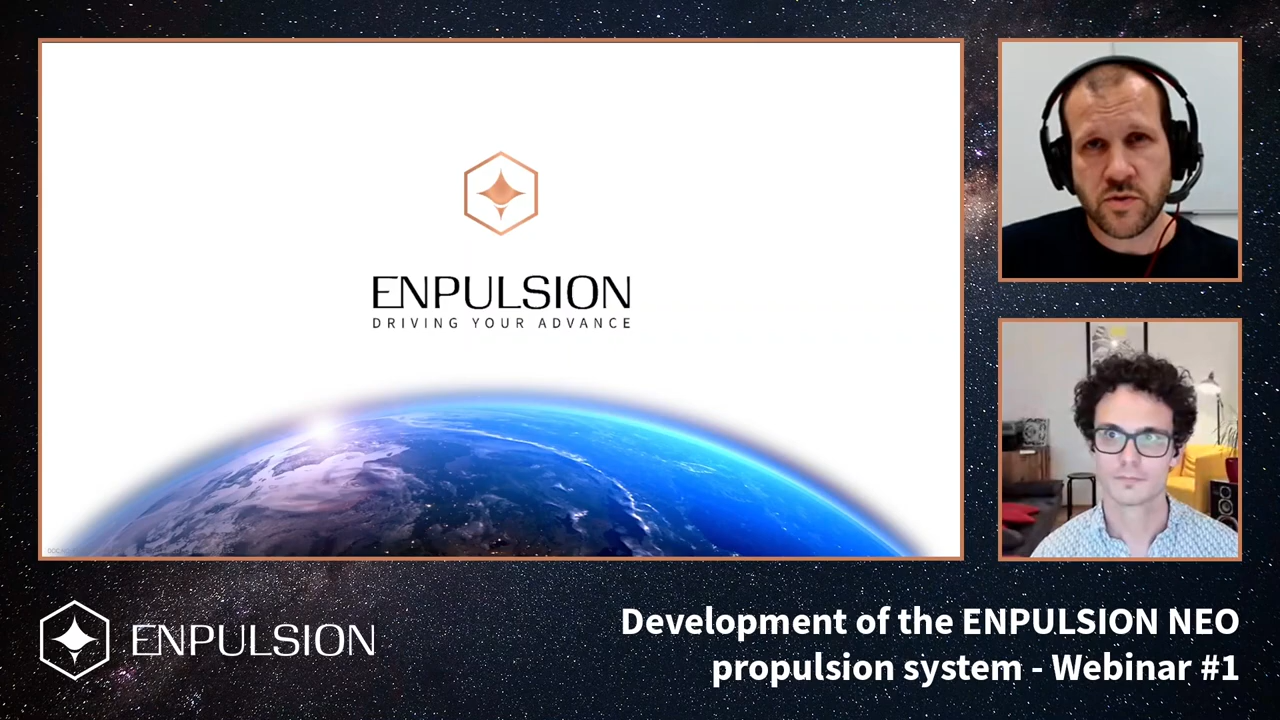 ENPULSION
DRIVING YOUR ADVANCE
ENPULSION
Development of the ENPULSION NEO
propulsion system - Webinar #1